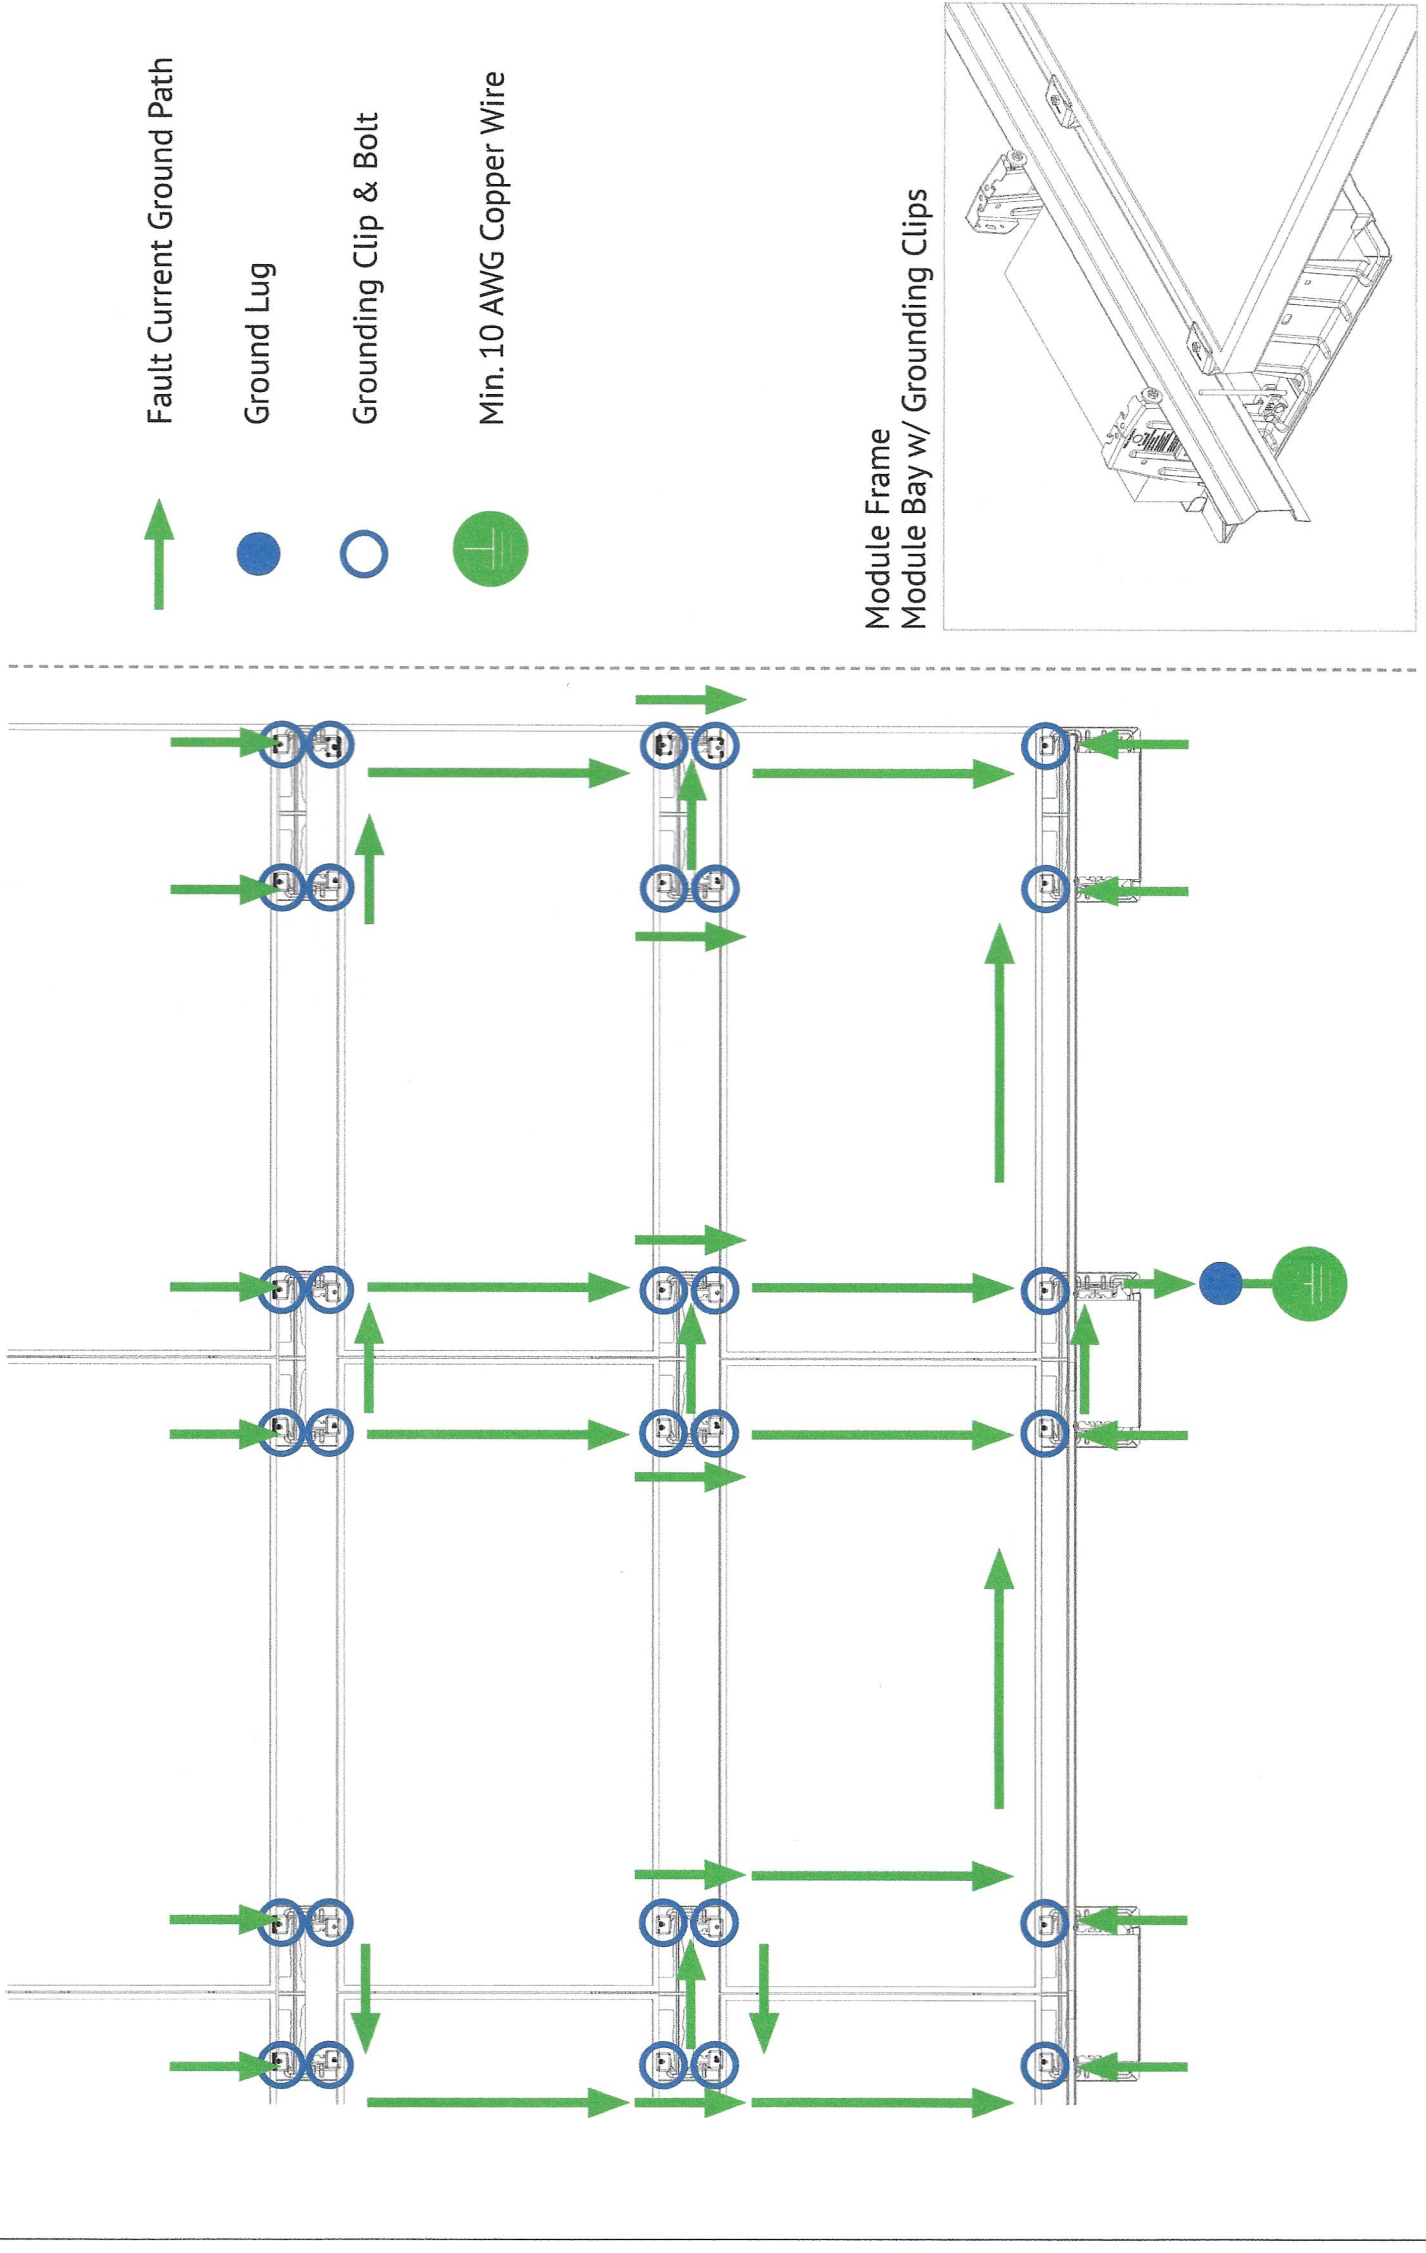 Fault Current Ground Path
Ground Lug
Grounding Clip & Bolt
Min. 10 AWG Copper Wire
Module Frame
Module Bay w/ Grounding Clips